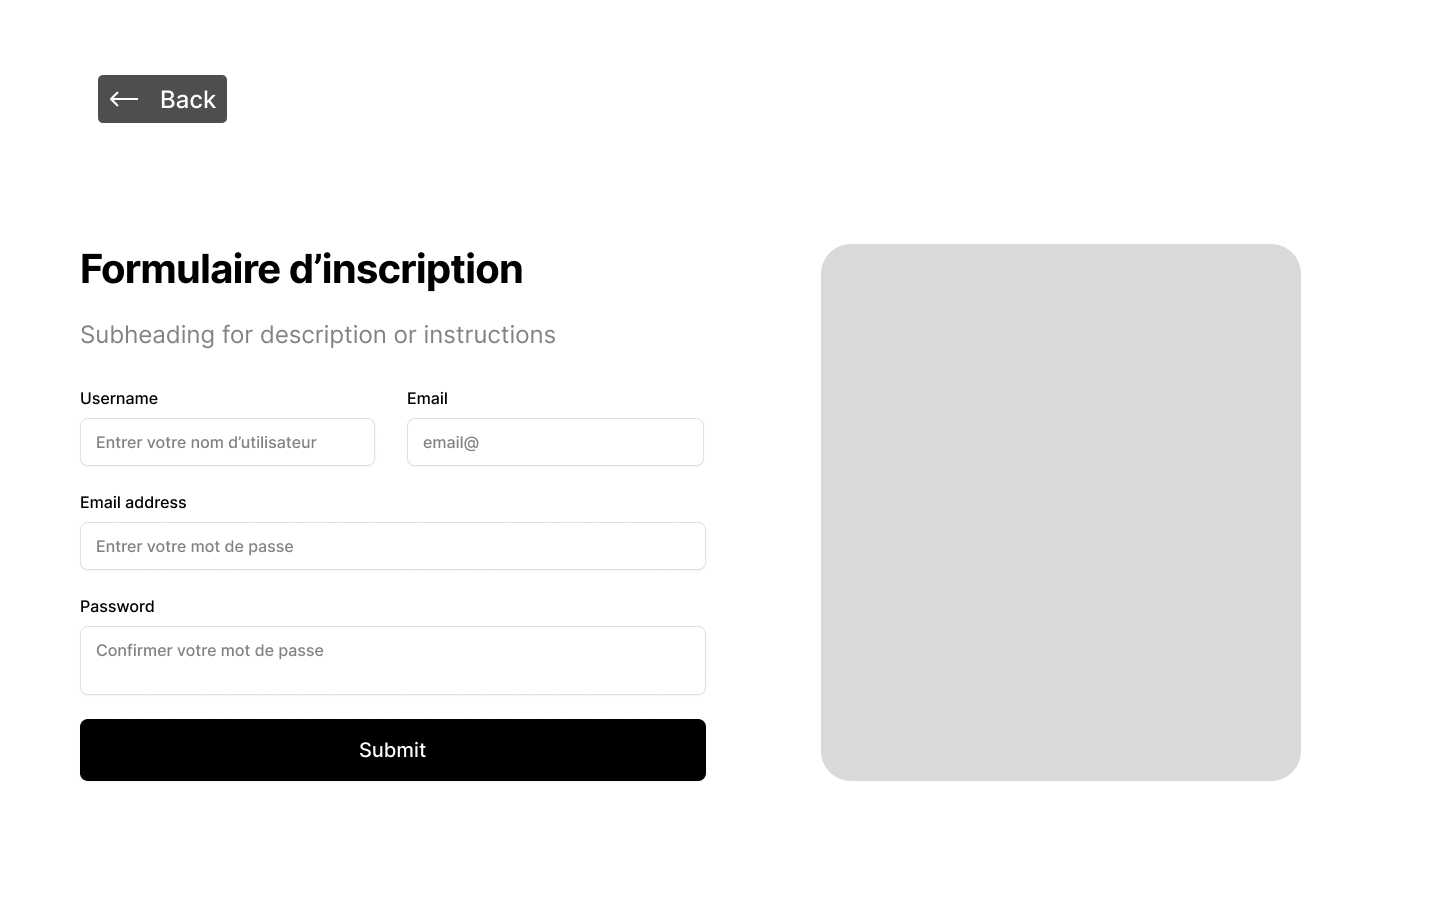 Back
Formulaire d’inscription
Subheading for description or instructions
Username
Email
Entrer votre nom d’utilisateur
email@
Email address
Entrer votre mot de passe
Password
Confirmer votre mot de passe
Submit